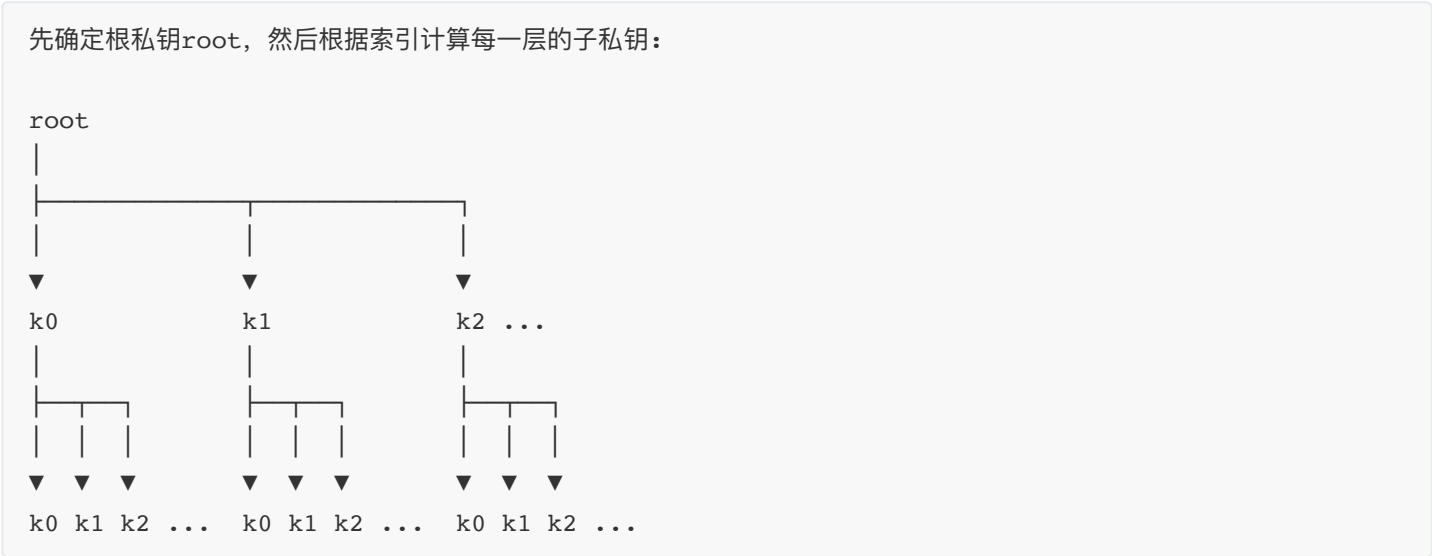 先确定根私钥root，然后根据索引计算每一层的子私钥：
root
k0 k1 k2 ...
k0 k1 k2 ... k0 k1 k2 ... k0 k1 k2 ...